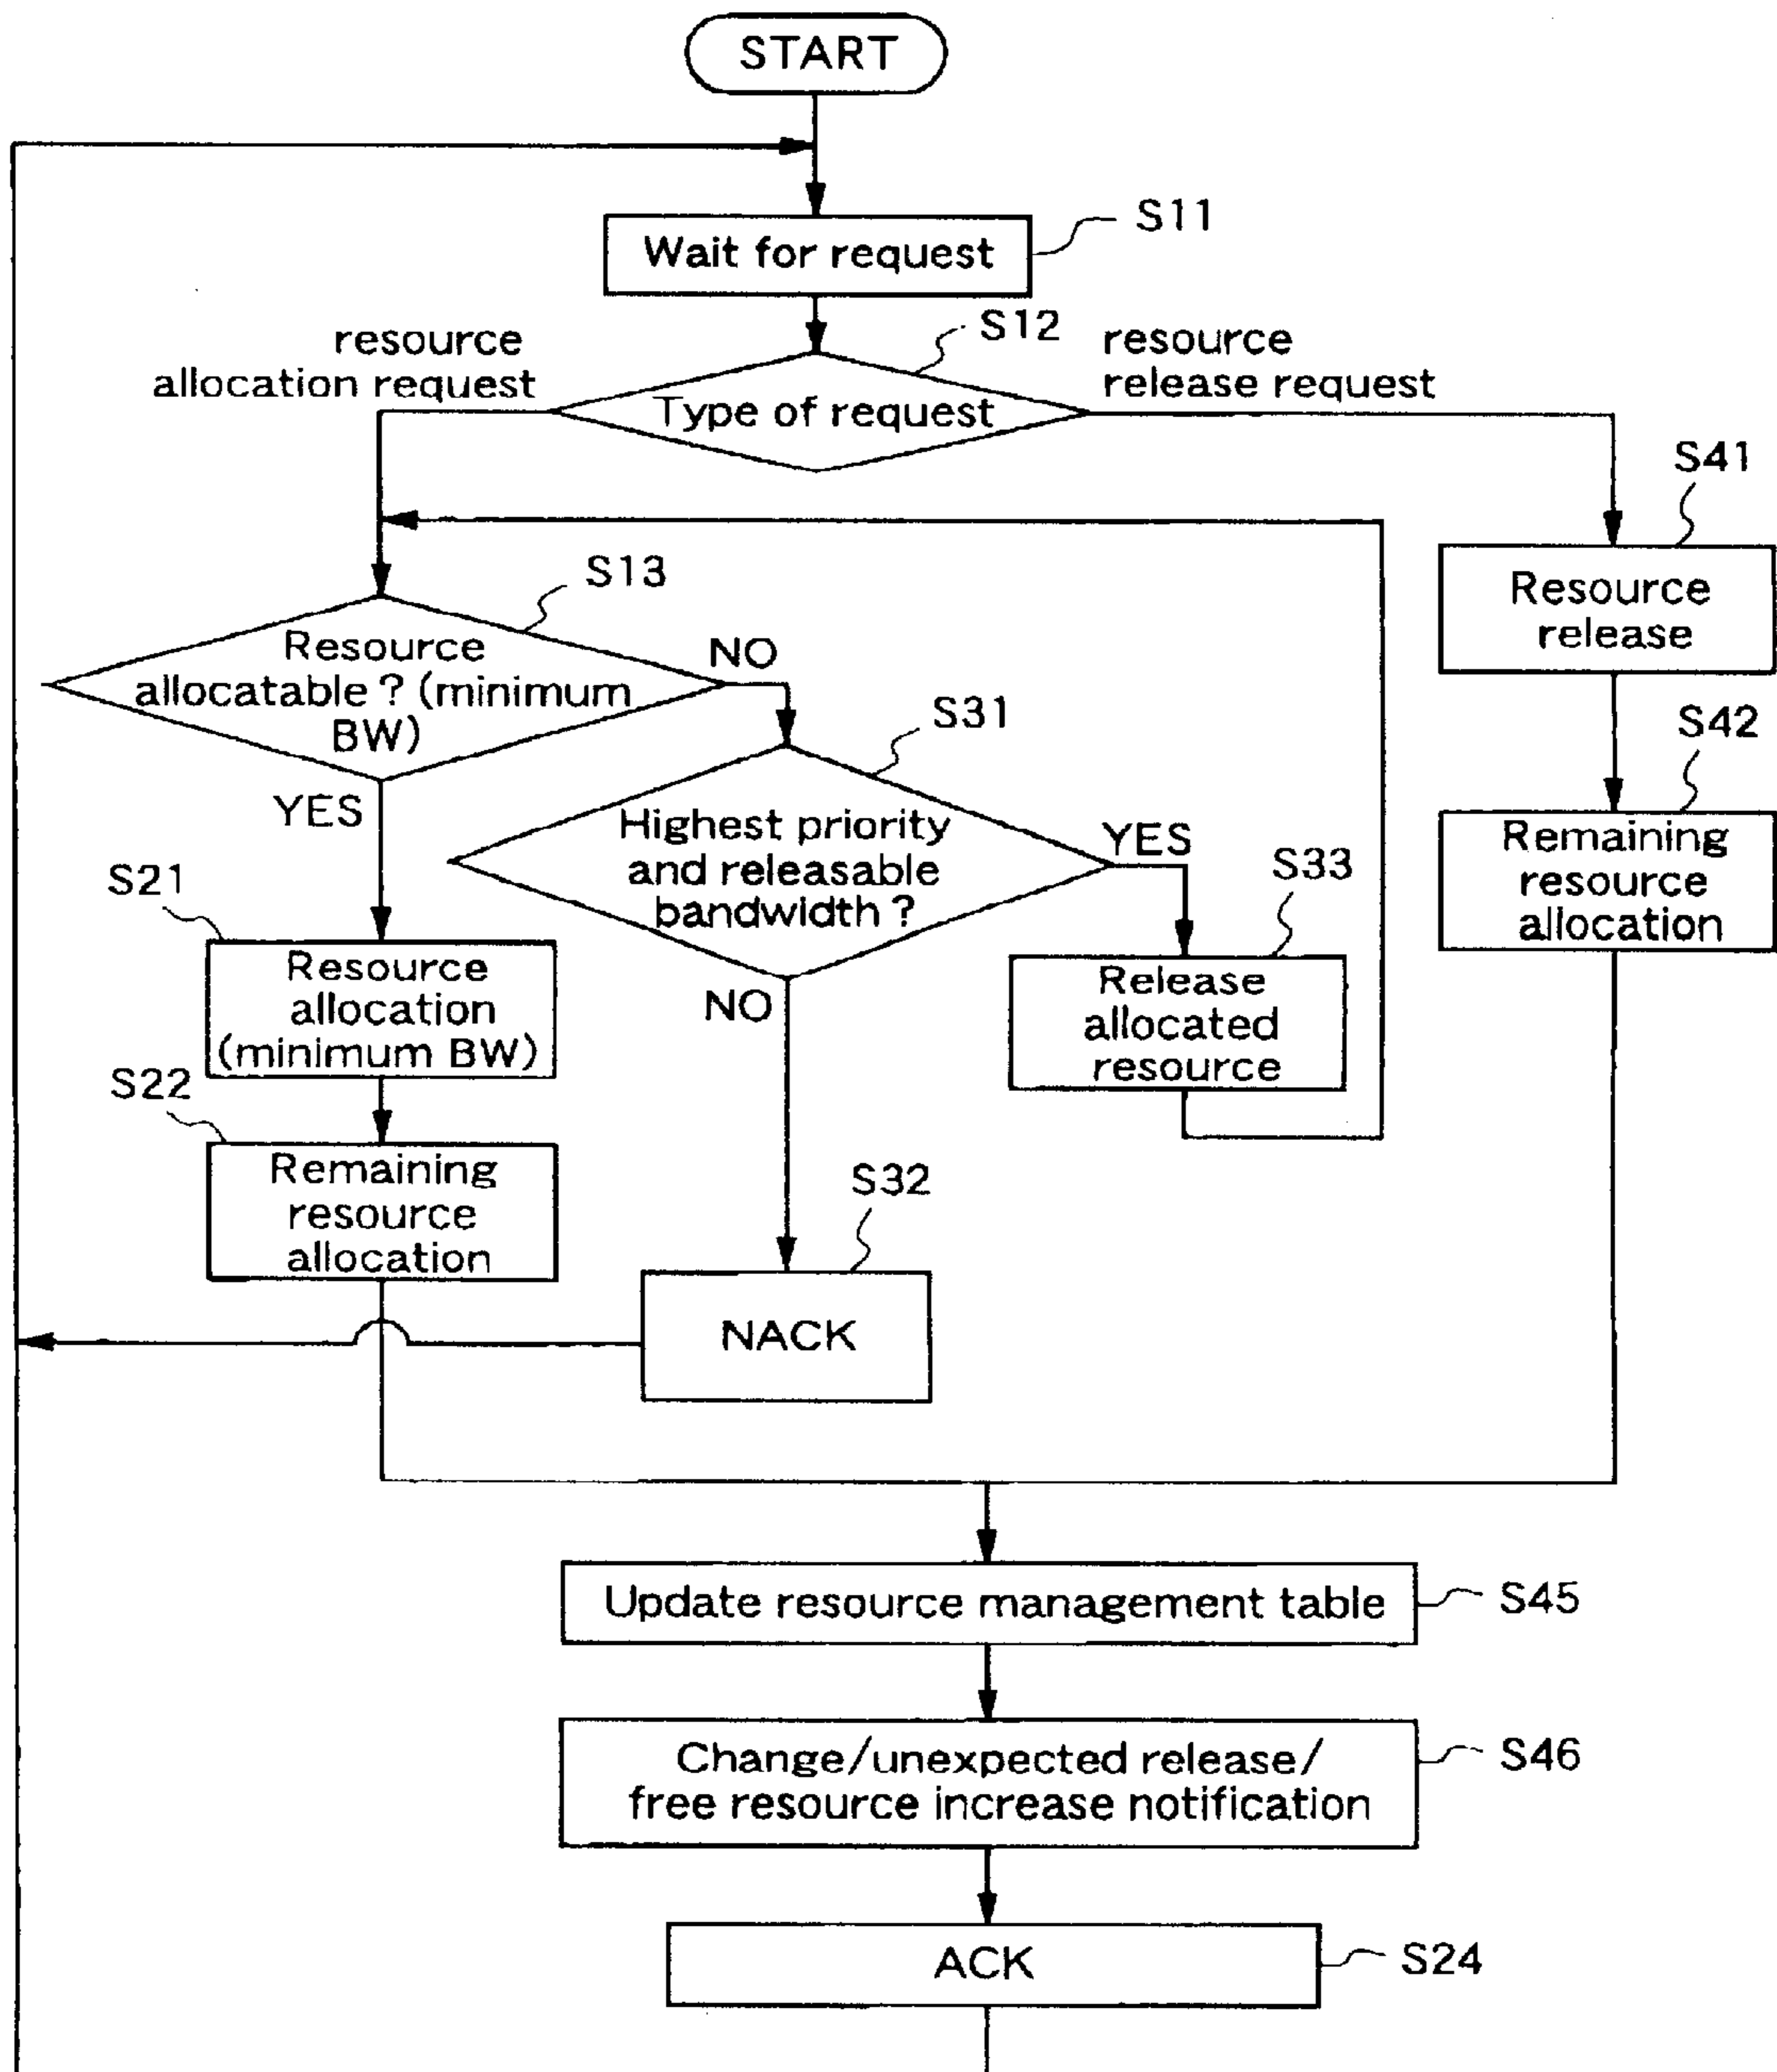 START
S11
Wait for request
S12
resource
allocation request
resource
release request
Type of request
S41
S13
Resource
release
Resource
allocatable ? (minimum
BW)
NO
YES
S31
S42
Highest priority
and releasable
bandwidth ?
YES
NO
S33
Remaining
resource
allocation
S21
Resource
allocation
(minimum BW)
Release
allocated
resource
S22
Remaining
resource
allocation
S32
NACK
Update resource management table
S45
Change/unexpected release/
free resource increase notification
S46
ACK
S24